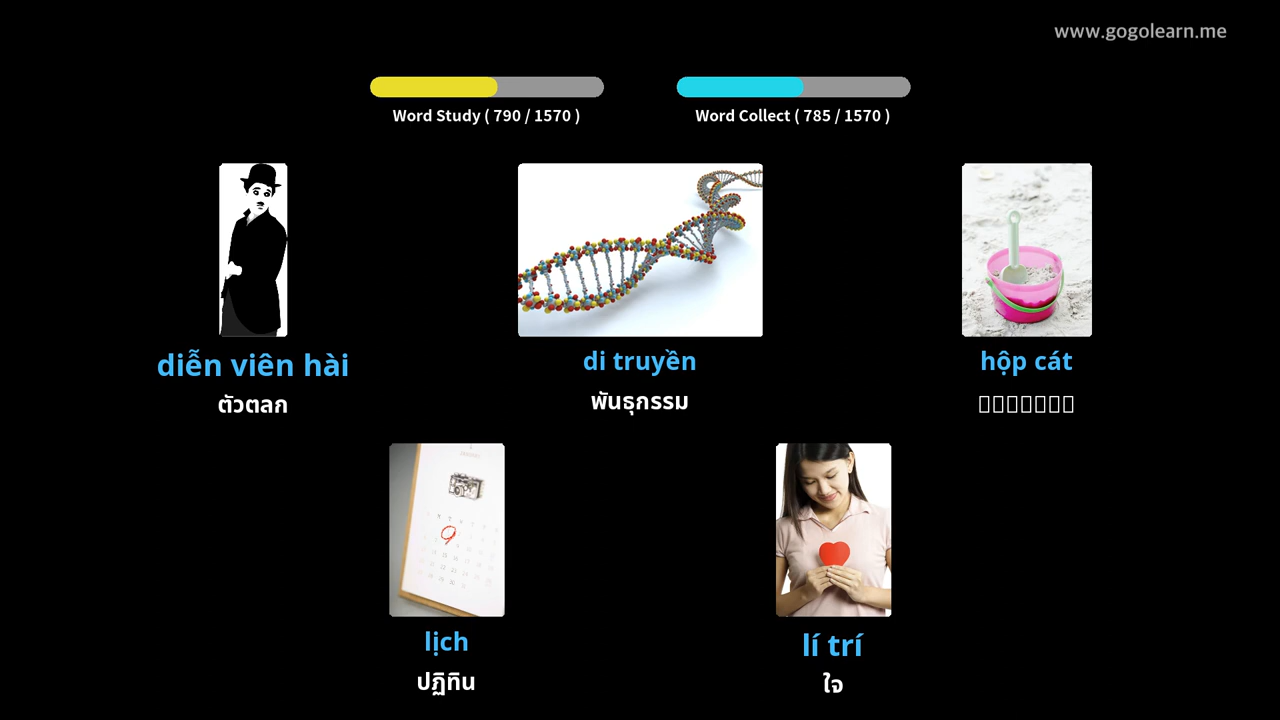 www.gogolearn.me
Word Study ( 790 / 1570 )
Word Collect ( 785 / 1570 )
diễn viên hài
ตัวตลก
di truyền
พันธุกรรม
hộp cát
lịch
ปฏิทิน
lí trí
ใจ